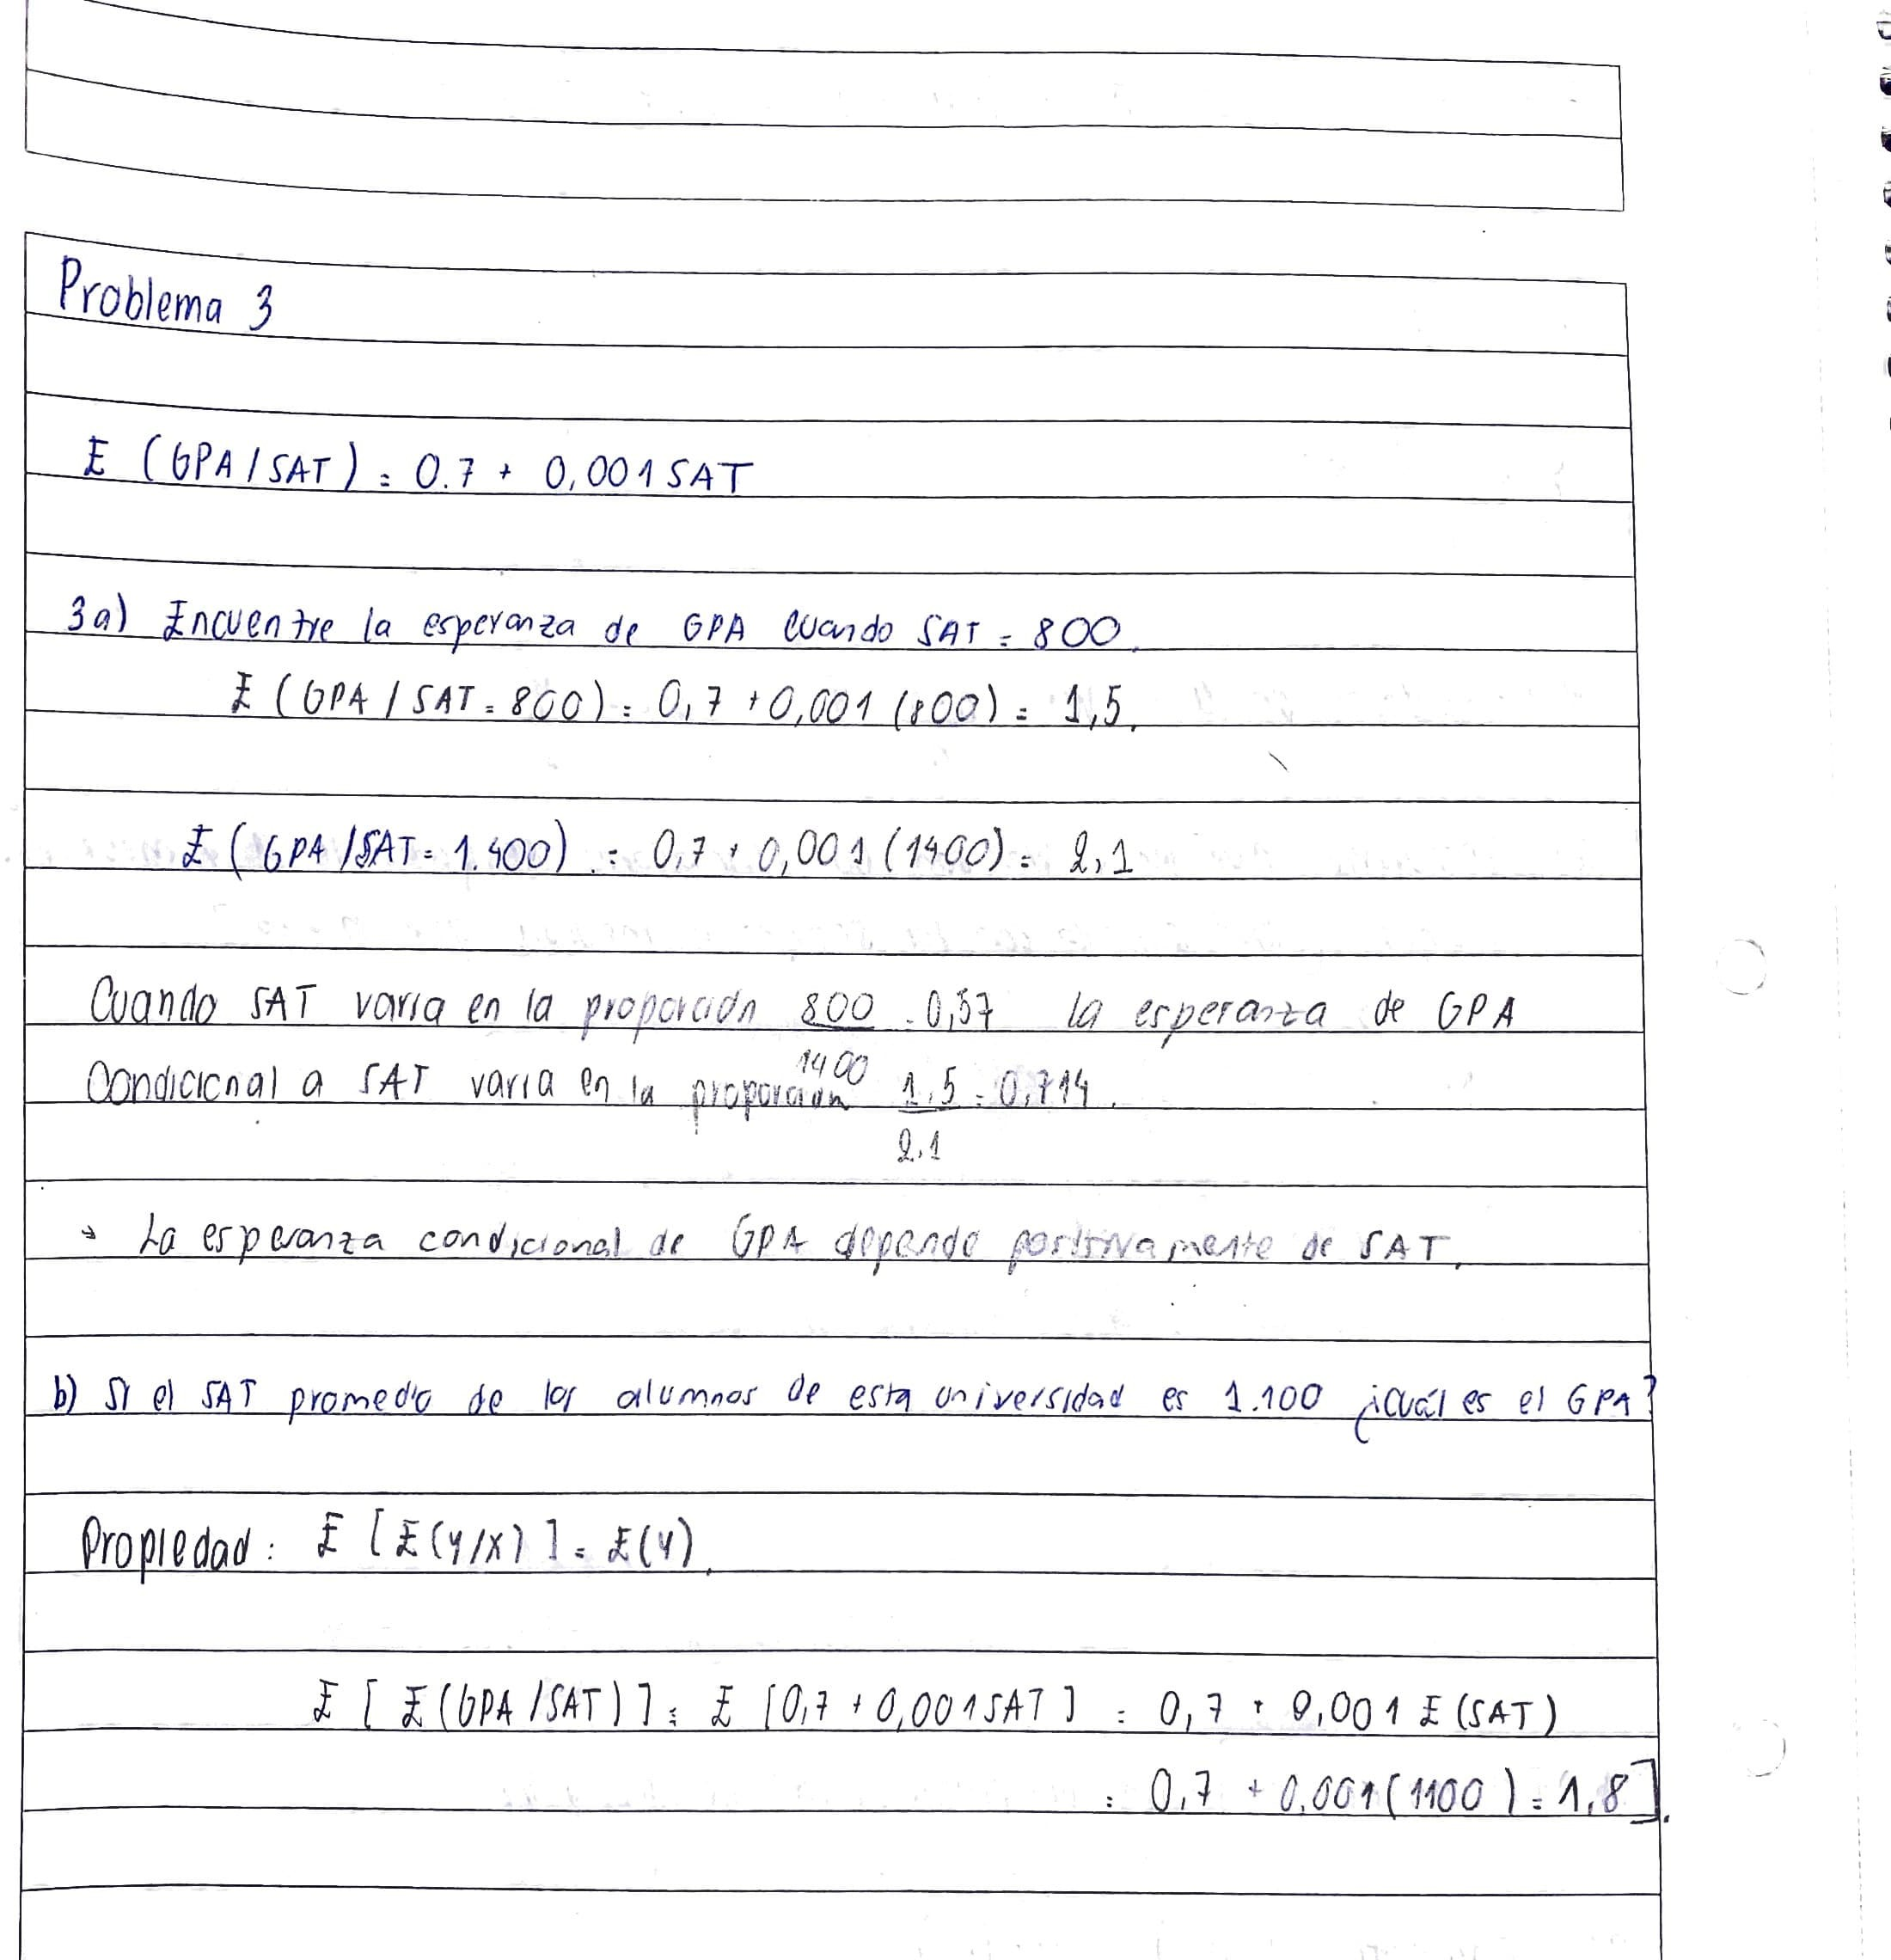 Problema 3
E (GPA/SAT) = 0.7 + 0,001 SAT
3a) Encuentre la esperanza de GPA cuando SAT = 800.
E (GPA / SAT = 800) = 0,7 + 0,001 (800) = 1,5.
E (GPA / SAT = 1.400) = 0,7 + 0,001 (1400) = 2,1
Cuando SAT varia en la proporción 800/1400 = 0,57 la esperanza de GPA
Condicional a SAT varia en la proporción 1,5/2,1 = 0,714.
→ La esperanza condicional de GPA depende positivamente de SAT.
b) Si el SAT promedio de los alumnos de esta universidad es 1.100 ¿cuál es el GPA?
Propiedad: E [E(Y/X)] = E(Y).
E [ E (GPA / SAT)] = E [0,7 + 0,001 SAT] = 0,7 + 0,001 E (SAT)
= 0,7 + 0,001 (1100) = 1,8].